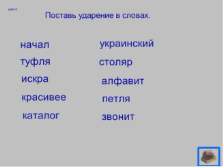 Поставь ударение в словах.
начал
туфля
искра
красивее
каталог
украинский
столяр
алфавит
петля
звонит